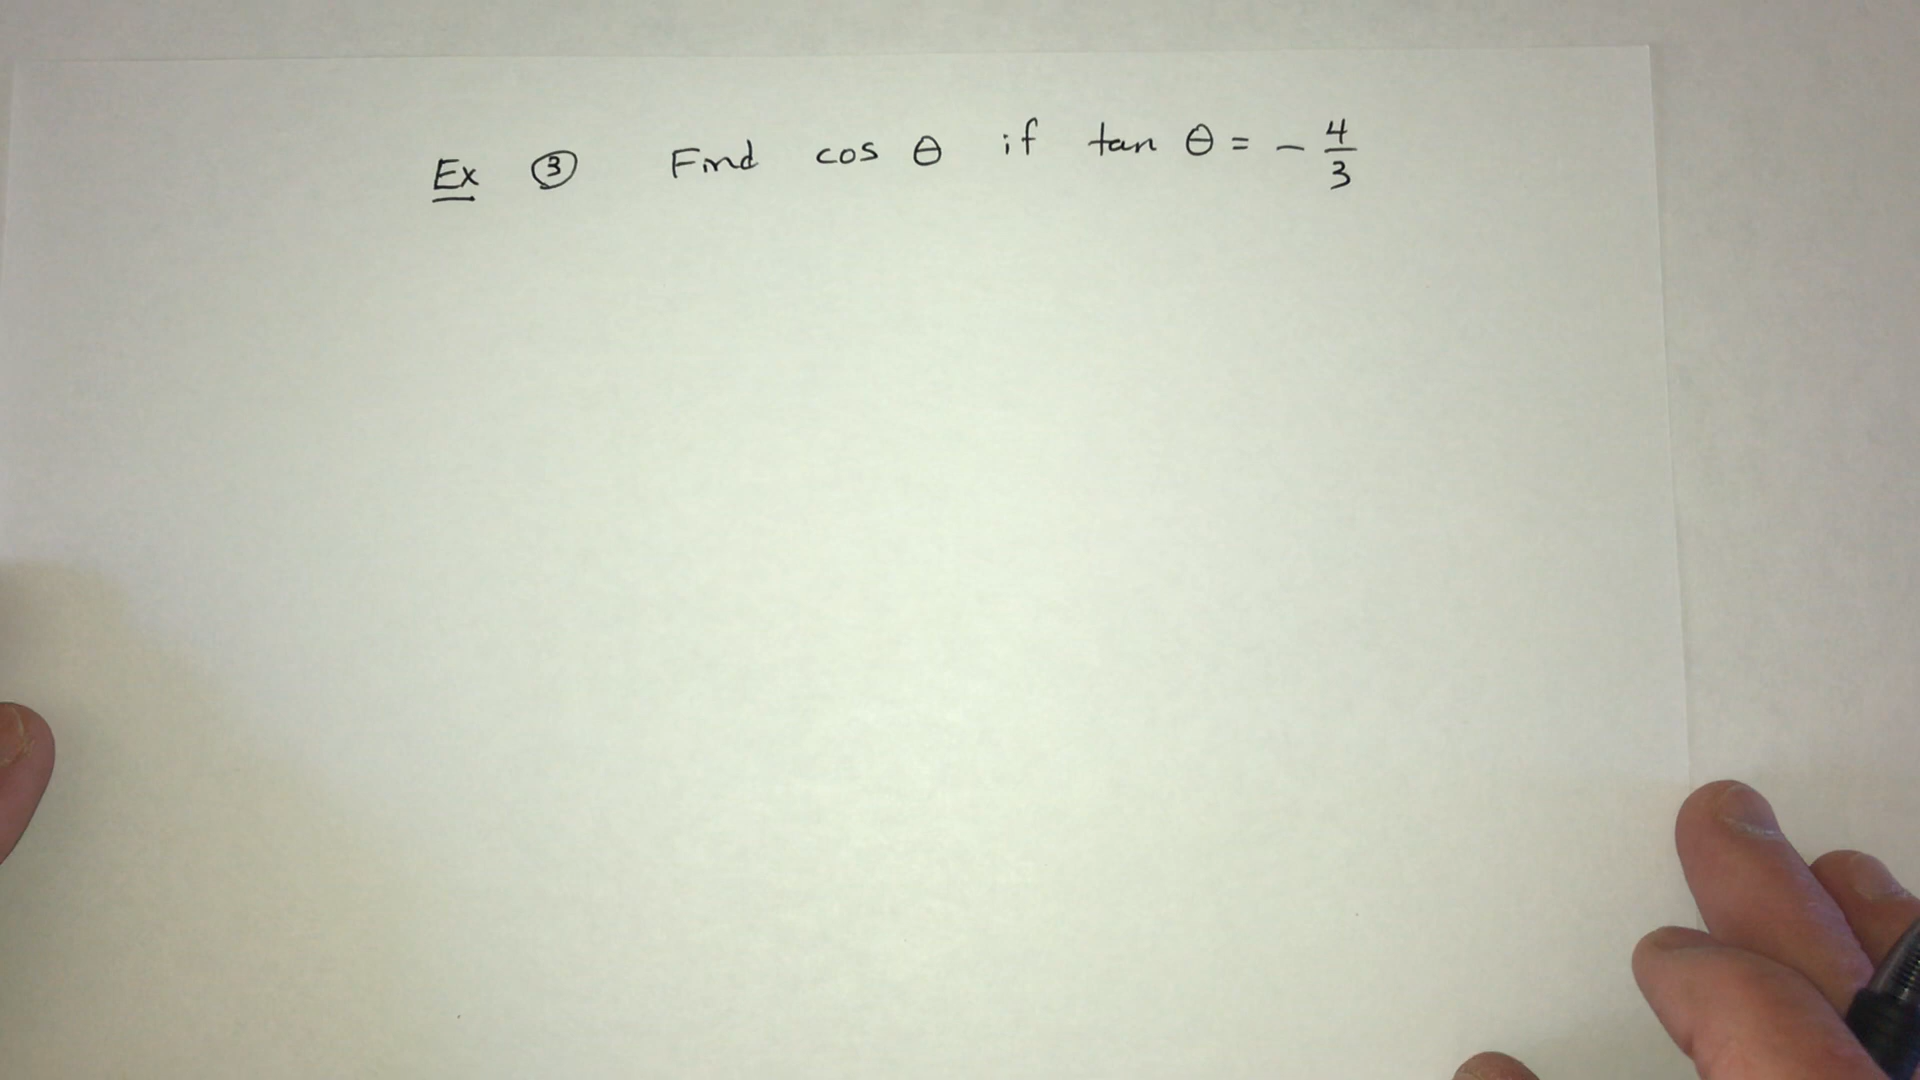 Ex ③ Find cos θ if tan θ = - 4/3